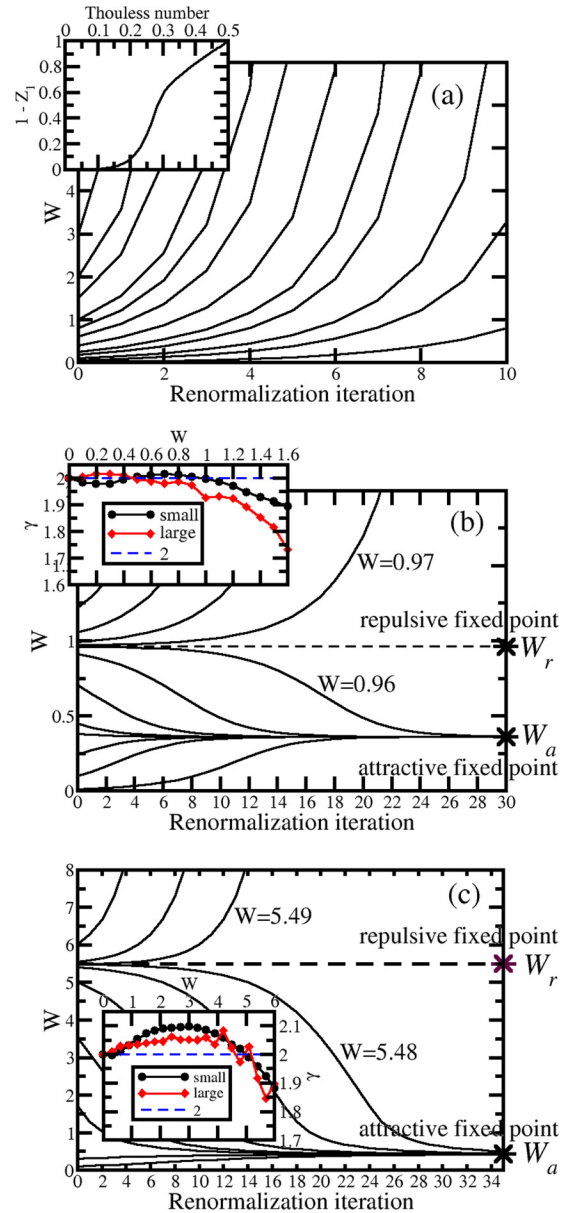 Thouless number
0 0.1 0.2 0.3 0.4 0.5
1
0.8
0.6
0.4
0.2
0
1 - Z_1
(a)
4
3
2
1
0
W
0 2 4 6 8 10
Renormalization iteration
W
0 0.2 0.4 0.6 0.8 1 1.2 1.4 1.6
2
1.9
1.8
1.7
1.6
γ
small
large
2
(b)
W=0.97
repulsive fixed point
W_r
W=0.96
W_a
attractive fixed point
1
0.5
0
W
0 2 4 6 8 10 12 14 16 18 20 22 24 26 28 30
Renormalization iteration
8
7
6
5
4
3
2
1
0
W
(c)
W=5.49
repulsive fixed point
W_r
W
0 1 2 3 4 5 6
2.1
2
1.9
1.8
1.7
γ
small
large
2
W=5.48
attractive fixed point
W_a
0 2 4 6 8 10 12 14 16 18 20 22 24 26 28 30 32 34
Renormalization iteration